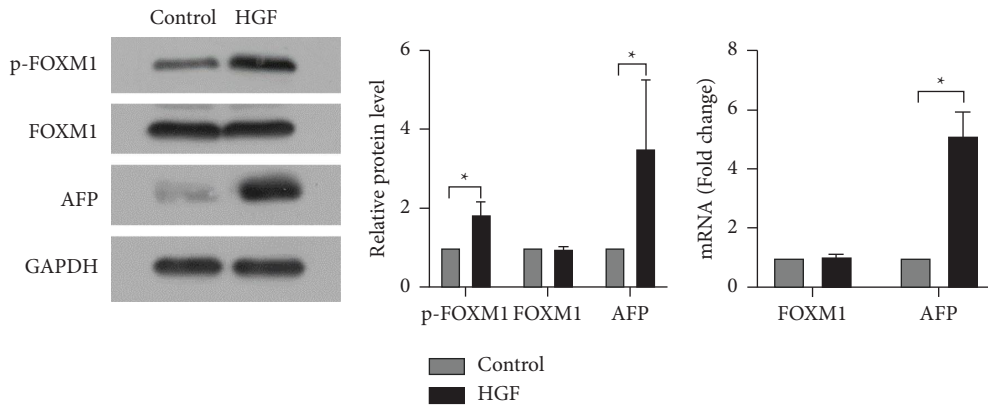 Control HGF
p-FOXM1
FOXM1
AFP
GAPDH
Relative protein level
6
4
2
0
*
*
p-FOXM1 FOXM1 AFP
mRNA (Fold change)
8
6
4
2
0
*
FOXM1 AFP
Control
HGF